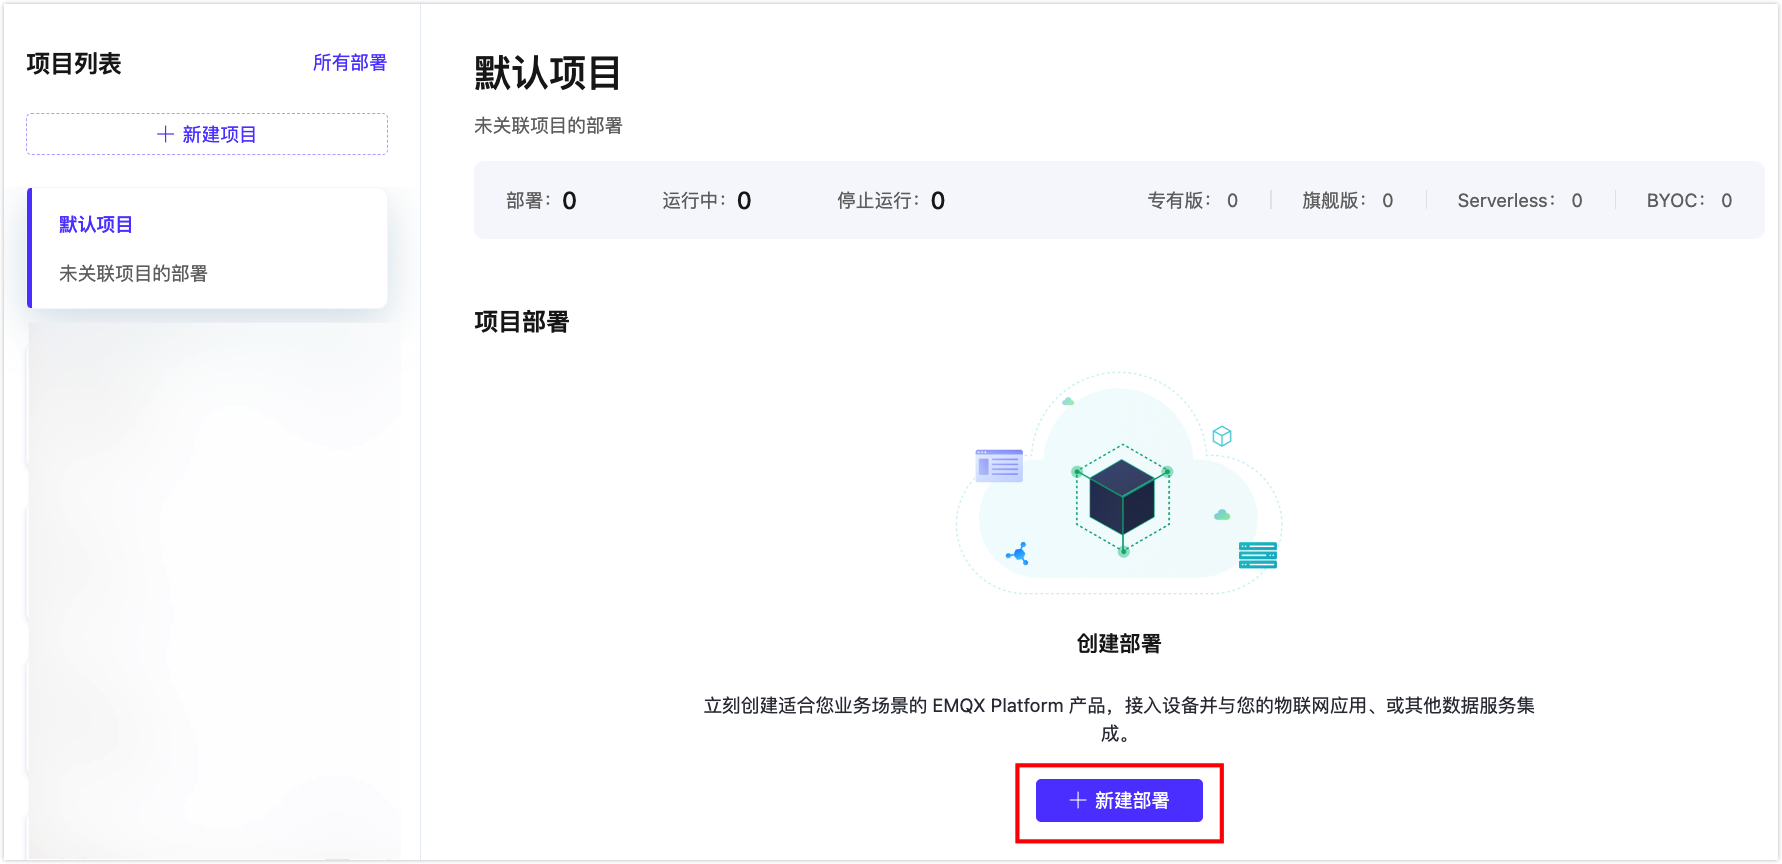 项目列表
所有部署
新建项目
默认项目
未关联项目的部署
默认项目
未关联项目的部署
部署：0
运行中：0
停止运行：0
专有版：0
旗舰版：0
Serverless：0
BYOC：0
项目部署
创建部署
立刻创建适合您业务场景的 EMQX Platform 产品，接入设备并与您的物联网应用、或其他数据服务集
成。
新建部署